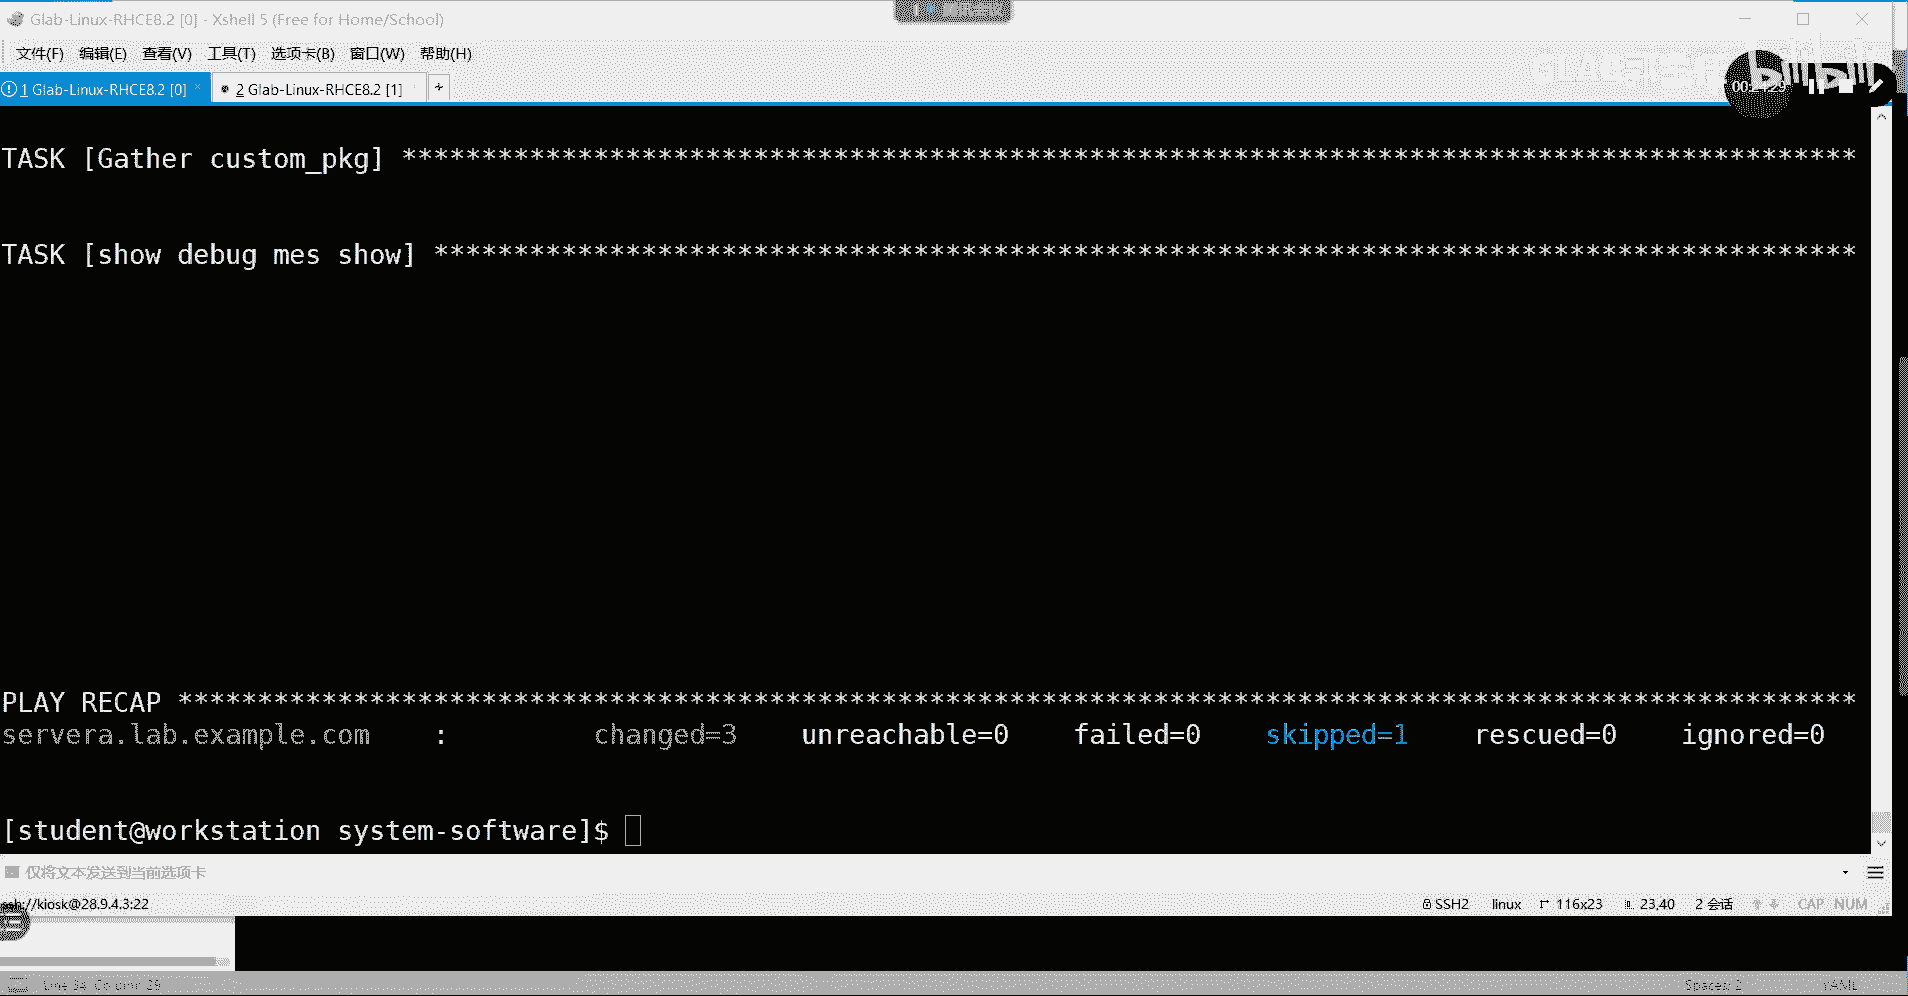 Glab-Linux-RHCE8.2 [0] - Xshell 5 (Free for Home/School)
文件(F) 编辑(E) 查看(V) 工具(T) 选项卡(B) 窗口(W) 帮助(H)
1 Glab-Linux-RHCE8.2 [0] 2 Glab-Linux-RHCE8.2 [1] +
bilibili
TASK [Gather custom_pkg] *******************************************************************************************
TASK [show debug mes show] *****************************************************************************************
PLAY RECAP *********************************************************************************************************
servera.lab.example.com : changed=3 unreachable=0 failed=0 skipped=1 rescued=0 ignored=0
[student@workstation system-software]$
仅将文本发送到当前选项卡
ssh://kiosk@28.9.4.3:22 SSH2 linux 116x23 23,40 2 会话 CAP NUM
Line 34, Column 29 Spaces: 2 YAML